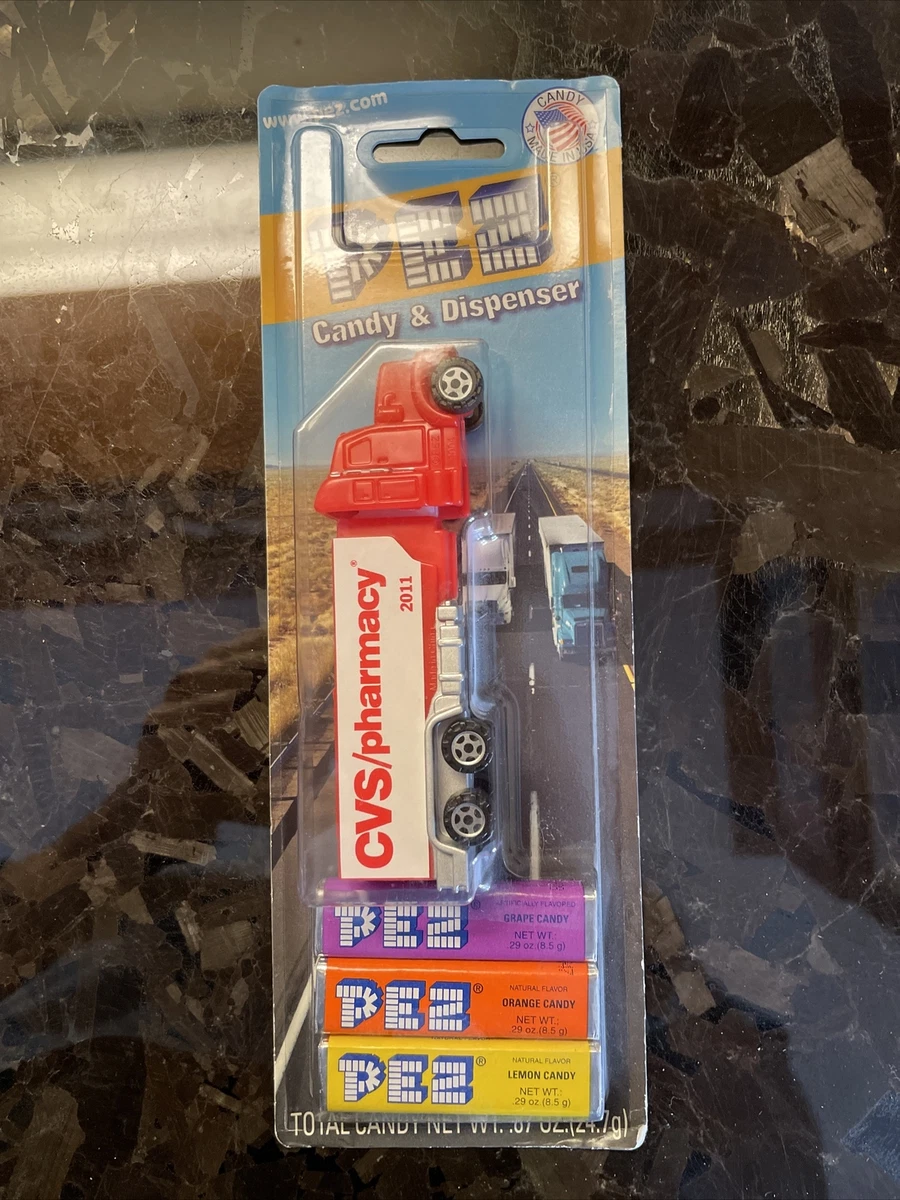 www.pez.com
CANDY
MADE IN USA
PEZ
Candy & Dispenser
CVS/pharmacy®
2011
PEZ®
ARTIFICIALLY FLAVORED
GRAPE CANDY
NET WT.:
.29 oz.(8.5 g)
PEZ®
NATURAL FLAVOR
ORANGE CANDY
NET WT.:
.29 oz.(8.5 g)
PEZ®
NATURAL FLAVOR
LEMON CANDY
NET WT.:
.29 oz.(8.5 g)
TOTAL CANDY NET WT. .87 OZ.(24.7g)